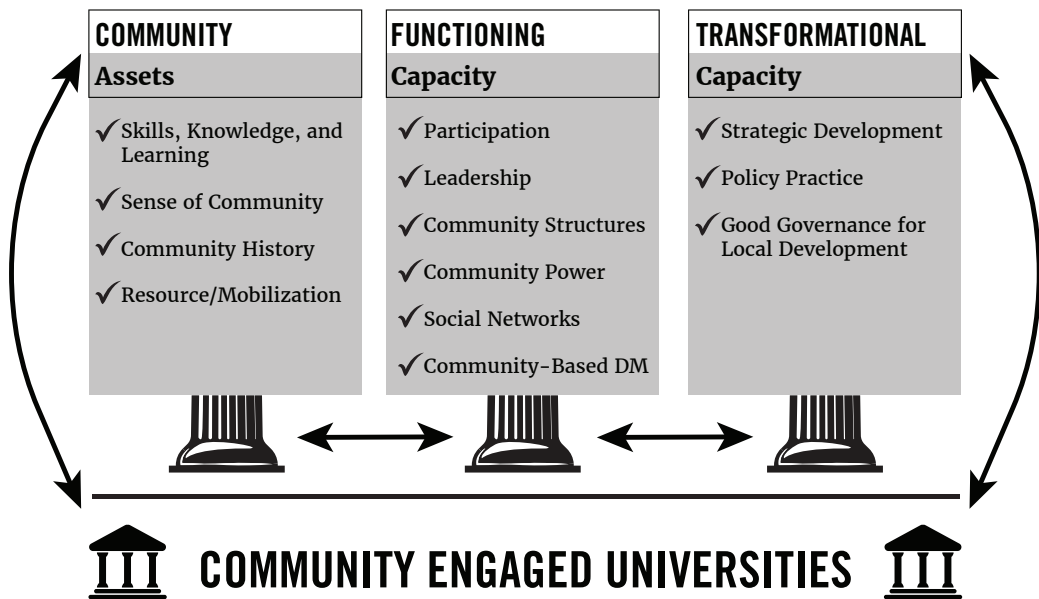 COMMUNITY
Assets
Skills, Knowledge, and
Learning
Sense of Community
Community History
Resource/Mobilization
FUNCTIONING
Capacity
Participation
Leadership
Community Structures
Community Power
Social Networks
Community-Based DM
TRANSFORMATIONAL
Capacity
Strategic Development
Policy Practice
Good Governance for
Local Development
COMMUNITY ENGAGED UNIVERSITIES